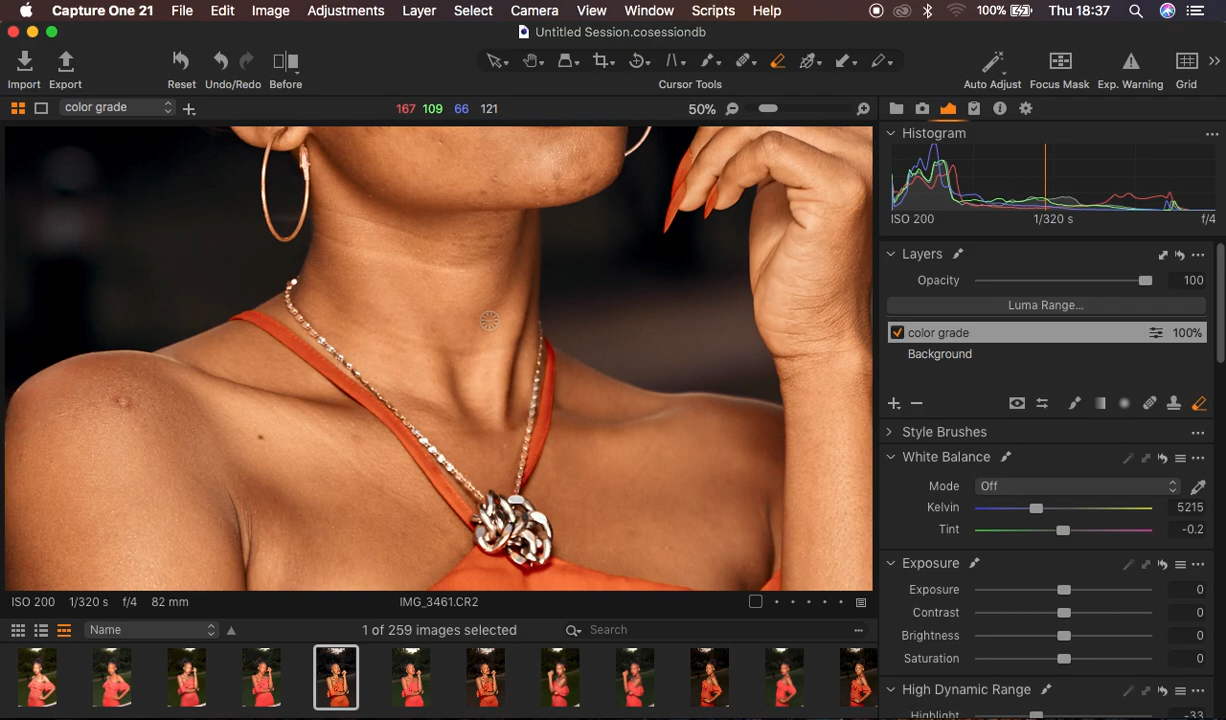 Capture One 21 File Edit Image Adjustments Layer Select Camera View Window Scripts Help 100% Thu 18:37
Untitled Session.cosessiondb
Import Export Reset Undo/Redo Before Cursor Tools Auto Adjust Focus Mask Exp. Warning Grid
color grade 167 109 66 121 50%
Histogram
ISO 200 1/320 s f/4
Layers
Opacity 100
Luma Range...
color grade 100%
Background
Style Brushes
White Balance
Mode Off
Kelvin 5215
Tint -0.2
Exposure
Exposure 0
Contrast 0
Brightness 0
Saturation 0
High Dynamic Range
Highlight -33
ISO 200 1/320 s f/4 82 mm IMG_3461.CR2
Name 1 of 259 images selected Search